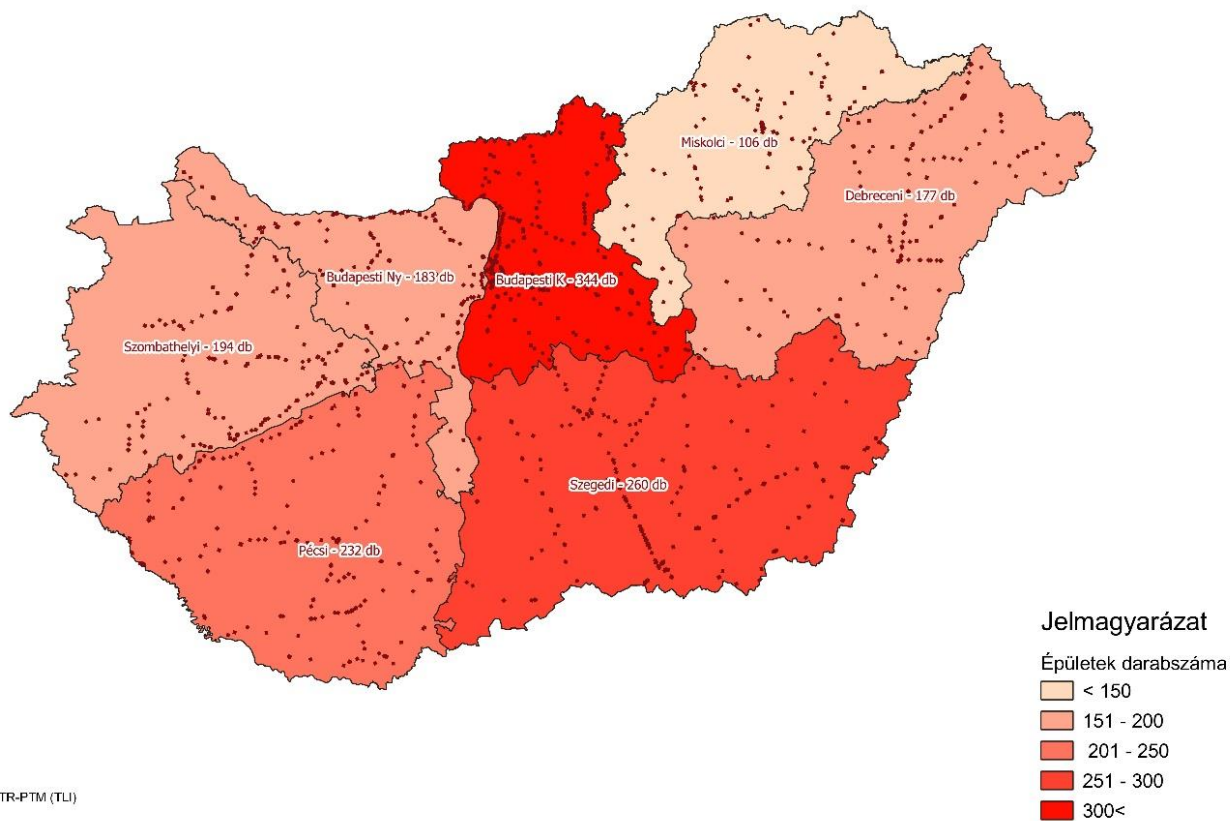 Miskolci - 106 db
Debreceni - 177 db
Budapesti Ny - 183 db
Budapesti K - 344 db
Szombathelyi - 194 db
Szegedi - 260 db
Pécsi - 232 db
Jelmagyarázat
Épületek darabszáma
< 150
151 - 200
201 - 250
251 - 300
300<
TR-PTM (TLI)